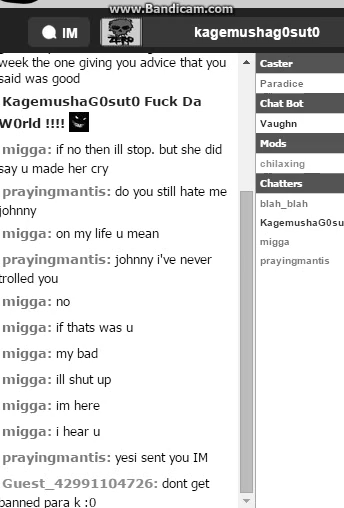 www.Bandicam.com
IM
ZERO
kagemushag0sut0
week the one giving you advice that you
said was good
KagemushaG0sut0 Fuck Da
W0rld !!!!
migga: if no then ill stop. but she did
say u made her cry
prayingmantis: do you still hate me
johnny
migga: on my life u mean
prayingmantis: johnny i've never
trolled you
migga: no
migga: if thats was u
migga: my bad
migga: ill shut up
migga: im here
migga: i hear u
prayingmantis: yesi sent you IM
Guest_42991104726: dont get
banned para k :0
Caster
Paradice
Chat Bot
Vaughn
Mods
chilaxing
Chatters
blah_blah
KagemushaG0su
migga
prayingmantis